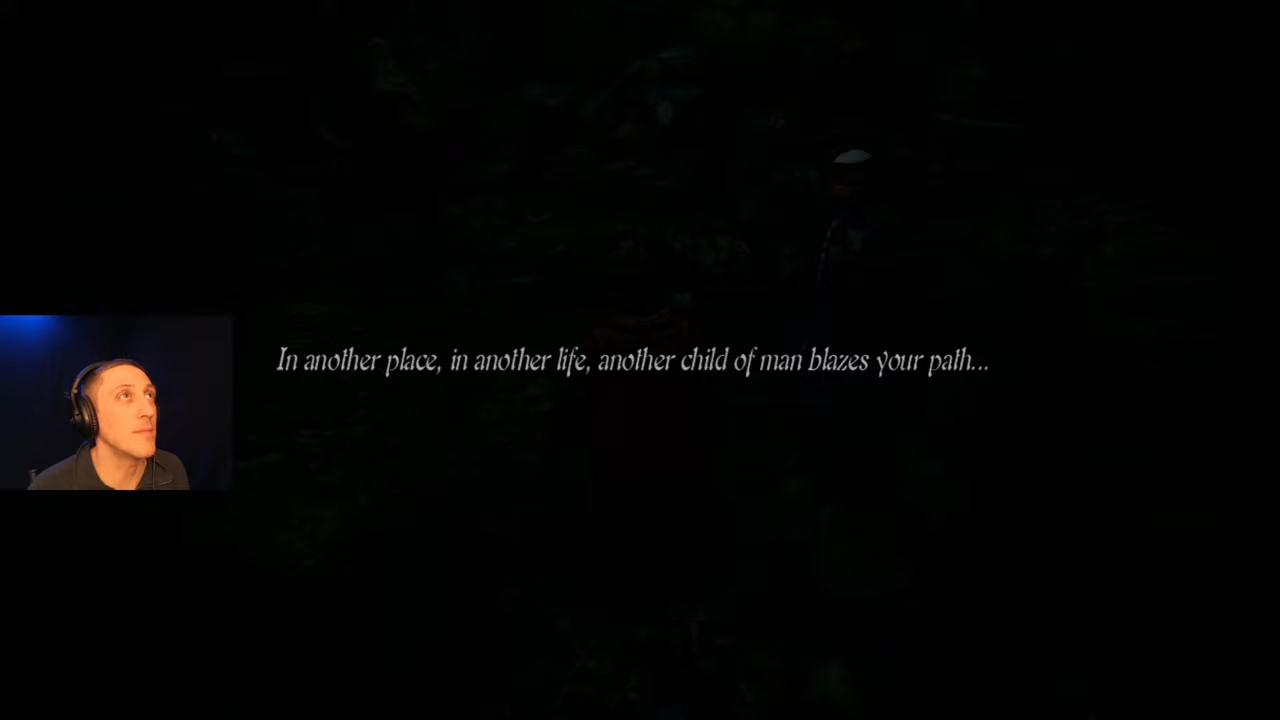 In another place, in another life, another child of man blazes your path...